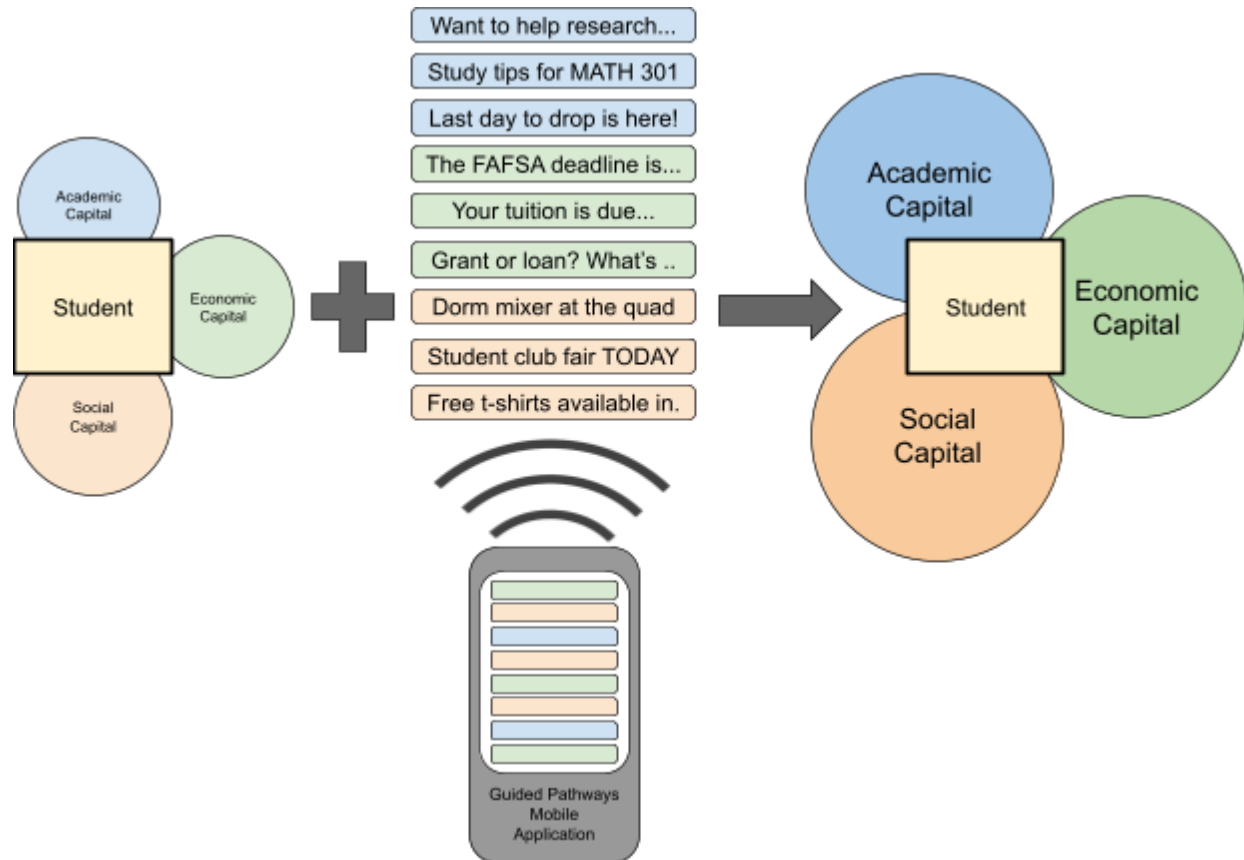 Academic
Capital
Student
Economic
Capital
Social
Capital
Want to help research...
Study tips for MATH 301
Last day to drop is here!
The FAFSA deadline is...
Your tuition is due...
Grant or loan? What's ..
Dorm mixer at the quad
Student club fair TODAY
Free t-shirts available in.
Guided Pathways
Mobile
Application
Academic
Capital
Student
Economic
Capital
Social
Capital